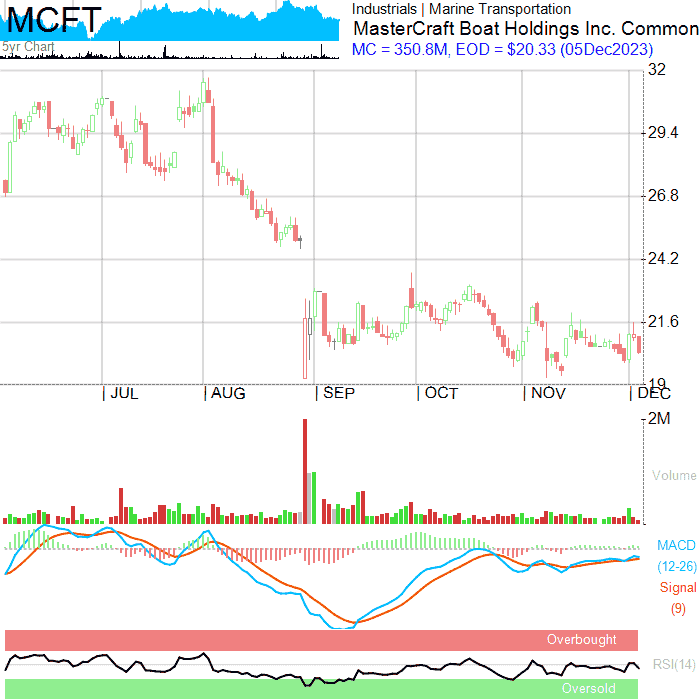 MCFT
5yr Chart
Industrials | Marine Transportation
MasterCraft Boat Holdings Inc. Common
MC = 350.8M, EOD = $20.33 (05Dec2023)
32
29.4
26.8
24.2
21.6
19
JUL
AUG
SEP
OCT
NOV
DEC
2M
Volume
MACD
(12-26)
Signal
(9)
Overbought
RSI(14)
Oversold